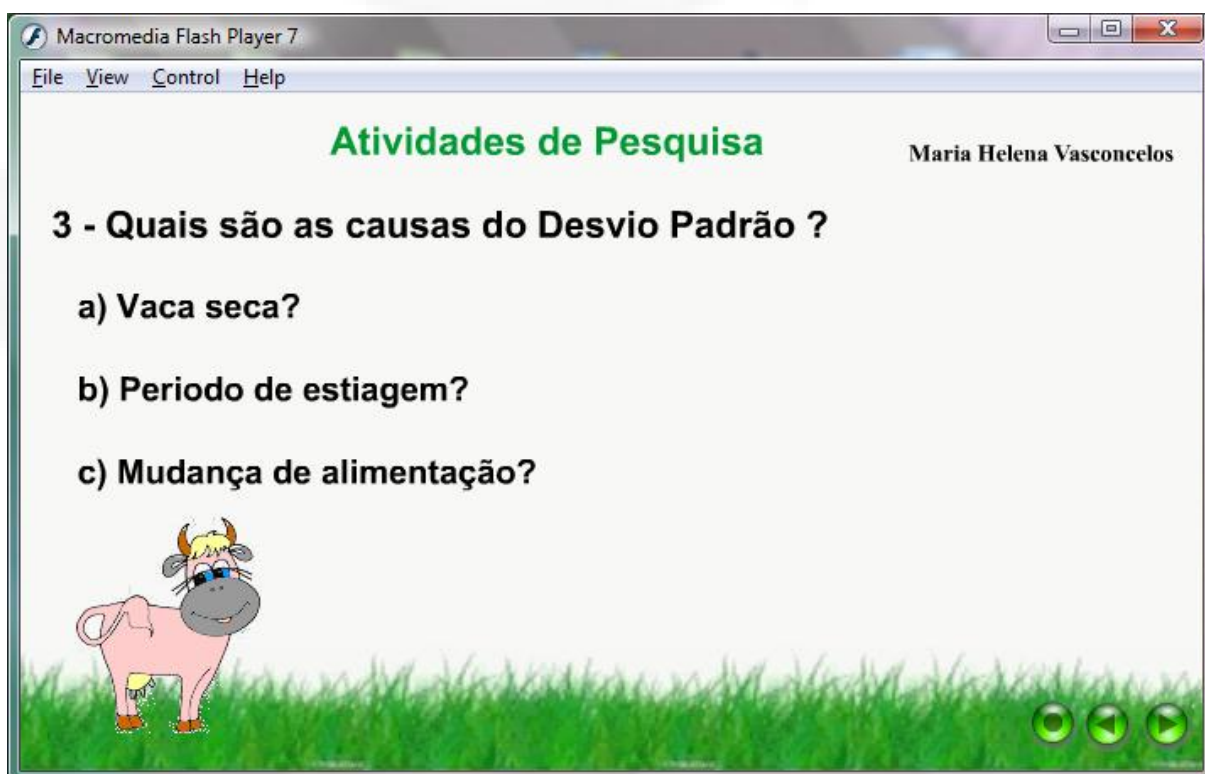 Macromedia Flash Player 7
File View Control Help
Atividades de Pesquisa
Maria Helena Vasconcelos
3 - Quais são as causas do Desvio Padrão ?
a) Vaca seca?
b) Periodo de estiagem?
c) Mudança de alimentação?